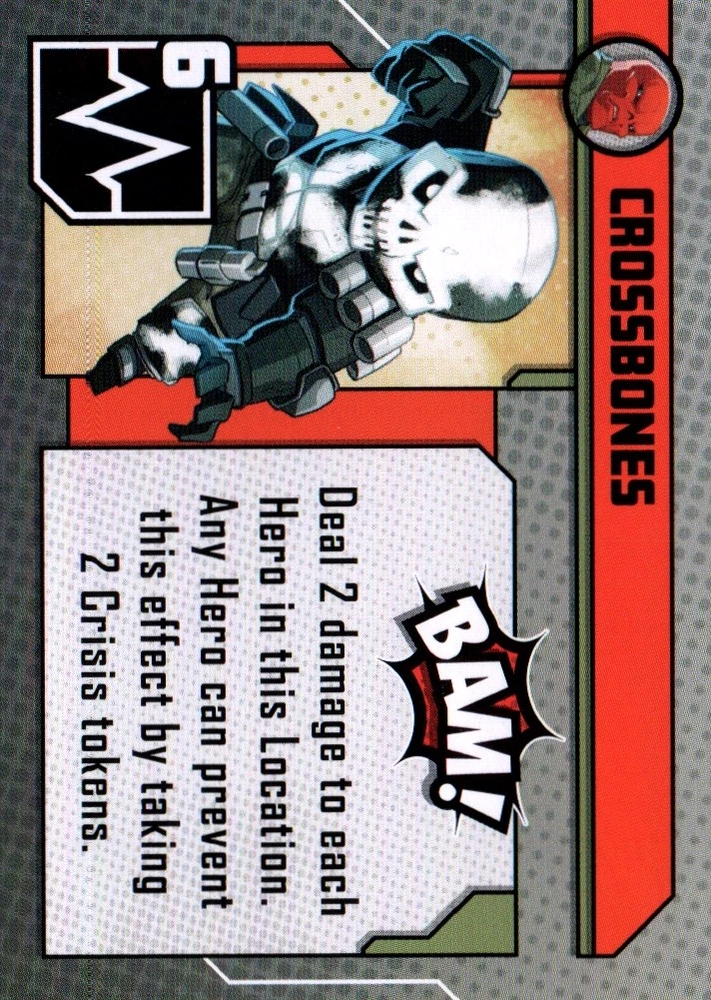 CROSSBONES
6
BAM!
Deal 2 damage to each
Hero in this Location.
Any Hero can prevent
this effect by taking
2 Crisis tokens.